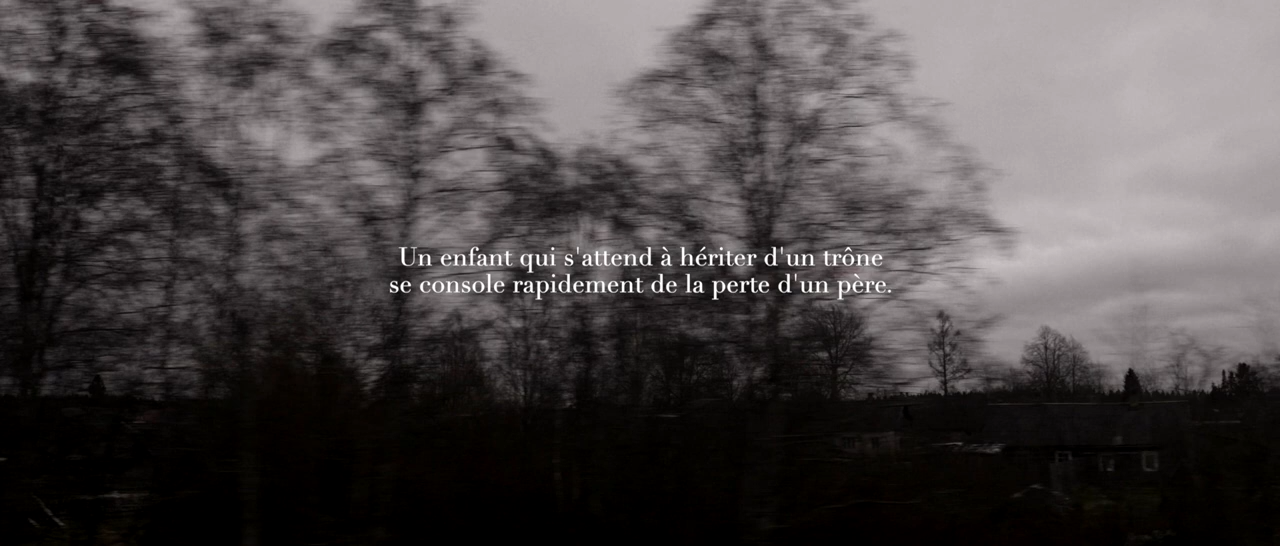 Un enfant qui s'attend à hériter d'un trône
se console rapidement de la perte d'un père.